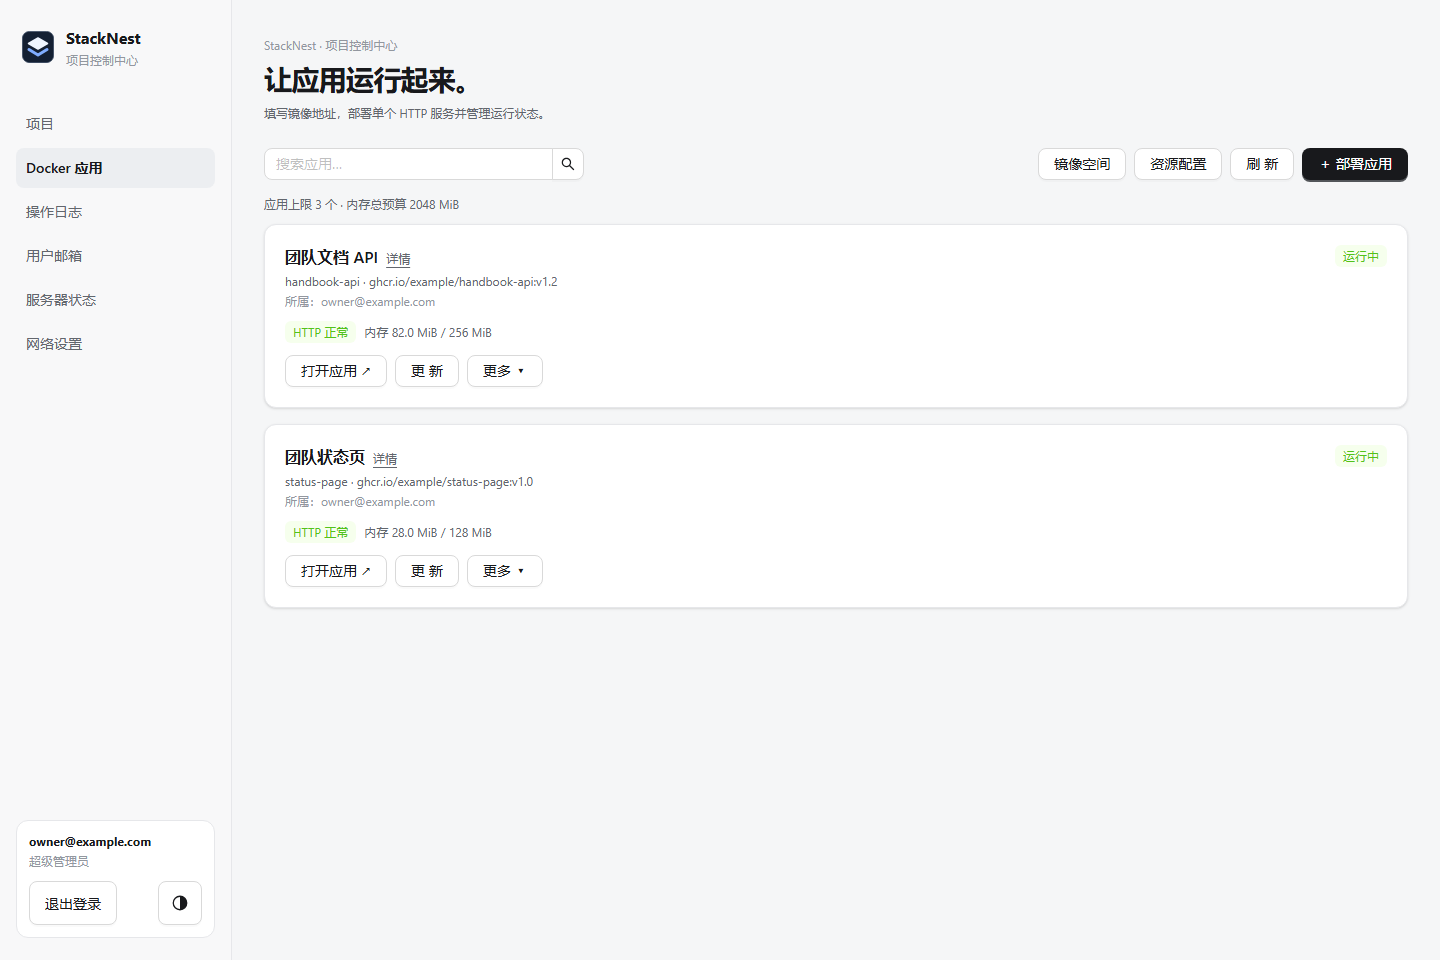 StackNest
项目控制中心
项目
Docker 应用
操作日志
用户邮箱
服务器状态
网络设置
owner@example.com
超级管理员
退出登录
StackNest · 项目控制中心
让应用运行起来。
填写镜像地址，部署单个 HTTP 服务并管理运行状态。
搜索应用...
镜像空间
资源配置
刷 新
+ 部署应用
应用上限 3 个 · 内存总预算 2048 MiB
团队文档 API 详情
运行中
handbook-api · ghcr.io/example/handbook-api:v1.2
所属：owner@example.com
HTTP 正常 内存 82.0 MiB / 256 MiB
打开应用 ↗ 更 新 更多 ▾
团队状态页 详情
运行中
status-page · ghcr.io/example/status-page:v1.0
所属：owner@example.com
HTTP 正常 内存 28.0 MiB / 128 MiB
打开应用 ↗ 更 新 更多 ▾